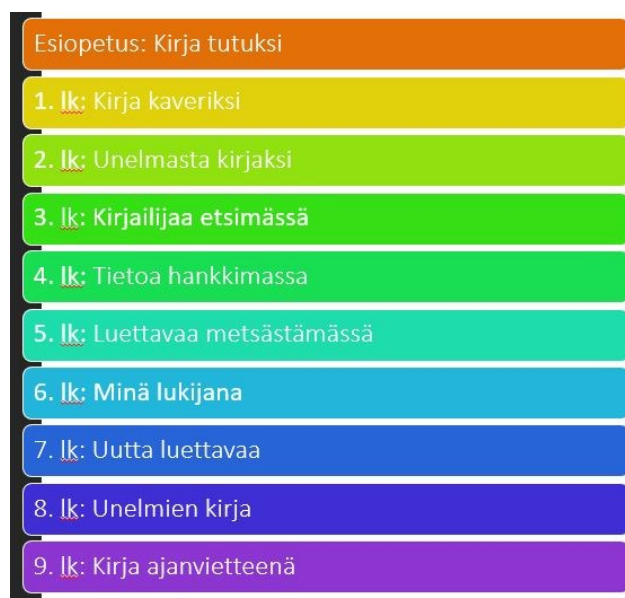 Esiopetus: Kirja tutuksi
1. lk: Kirja kaveriksi
2. lk: Unelmasta kirjaksi
3. lk: Kirjailijaa etsimässä
4. lk: Tietoa hankkimassa
5. lk: Luettavaa metsästämässä
6. lk: Minä lukijana
7. lk: Uutta luettavaa
8. lk: Unelmien kirja
9. lk: Kirja ajanvietteenä